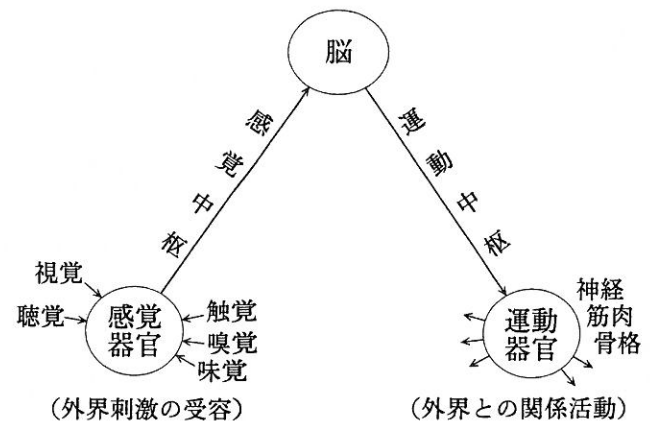 脳
感覚中枢
運動中枢
視覚
聴覚
感覚
器官
触覚
嗅覚
味覚
(外界刺激の受容)
運動
器官
神経
筋肉
骨格
(外界との関係活動)